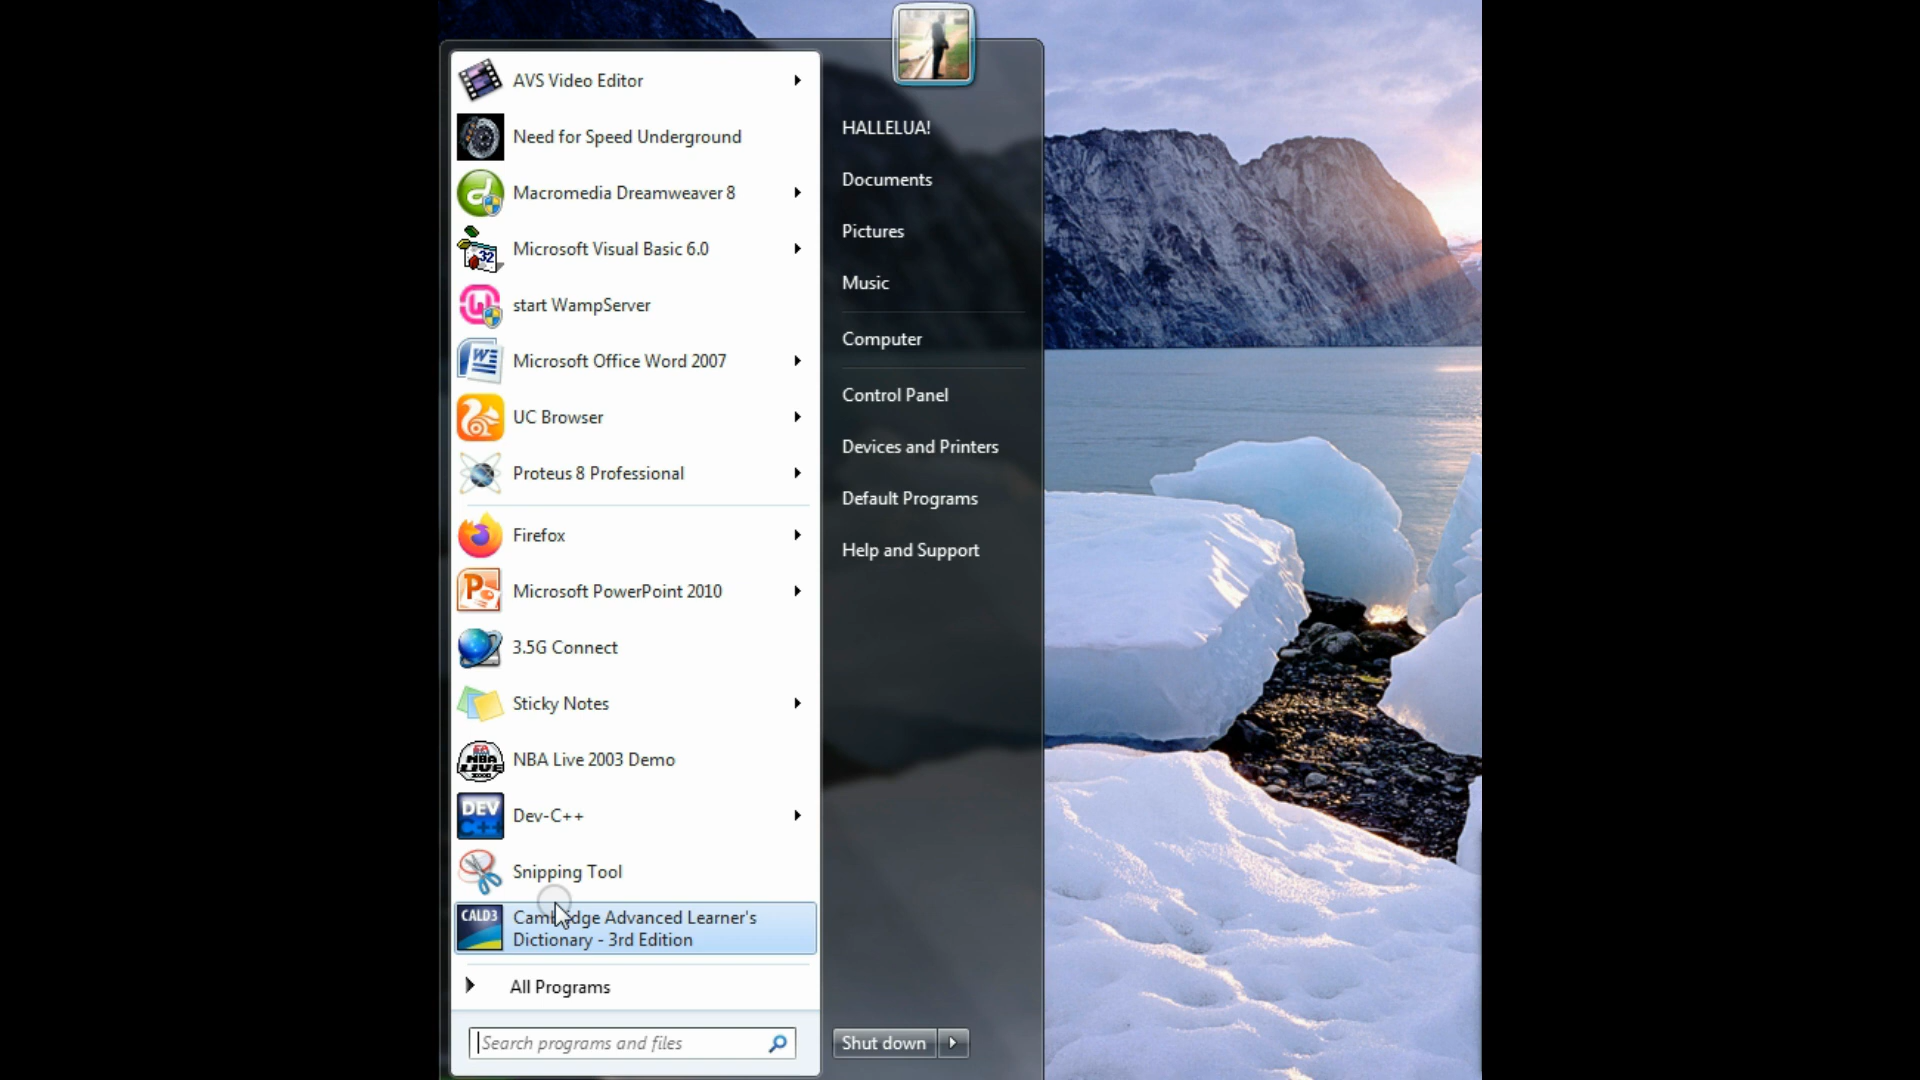 AVS Video Editor
Need for Speed Underground
Macromedia Dreamweaver 8
Microsoft Visual Basic 6.0
start WampServer
Microsoft Office Word 2007
UC Browser
Proteus 8 Professional
Firefox
Microsoft PowerPoint 2010
3.5G Connect
Sticky Notes
NBA Live 2003 Demo
DEV
C++
Dev-C++
Snipping Tool
CALD3
Cambridge Advanced Learner's
Dictionary - 3rd Edition
All Programs
Search programs and files
HALLELUA!
Documents
Pictures
Music
Computer
Control Panel
Devices and Printers
Default Programs
Help and Support
Shut down